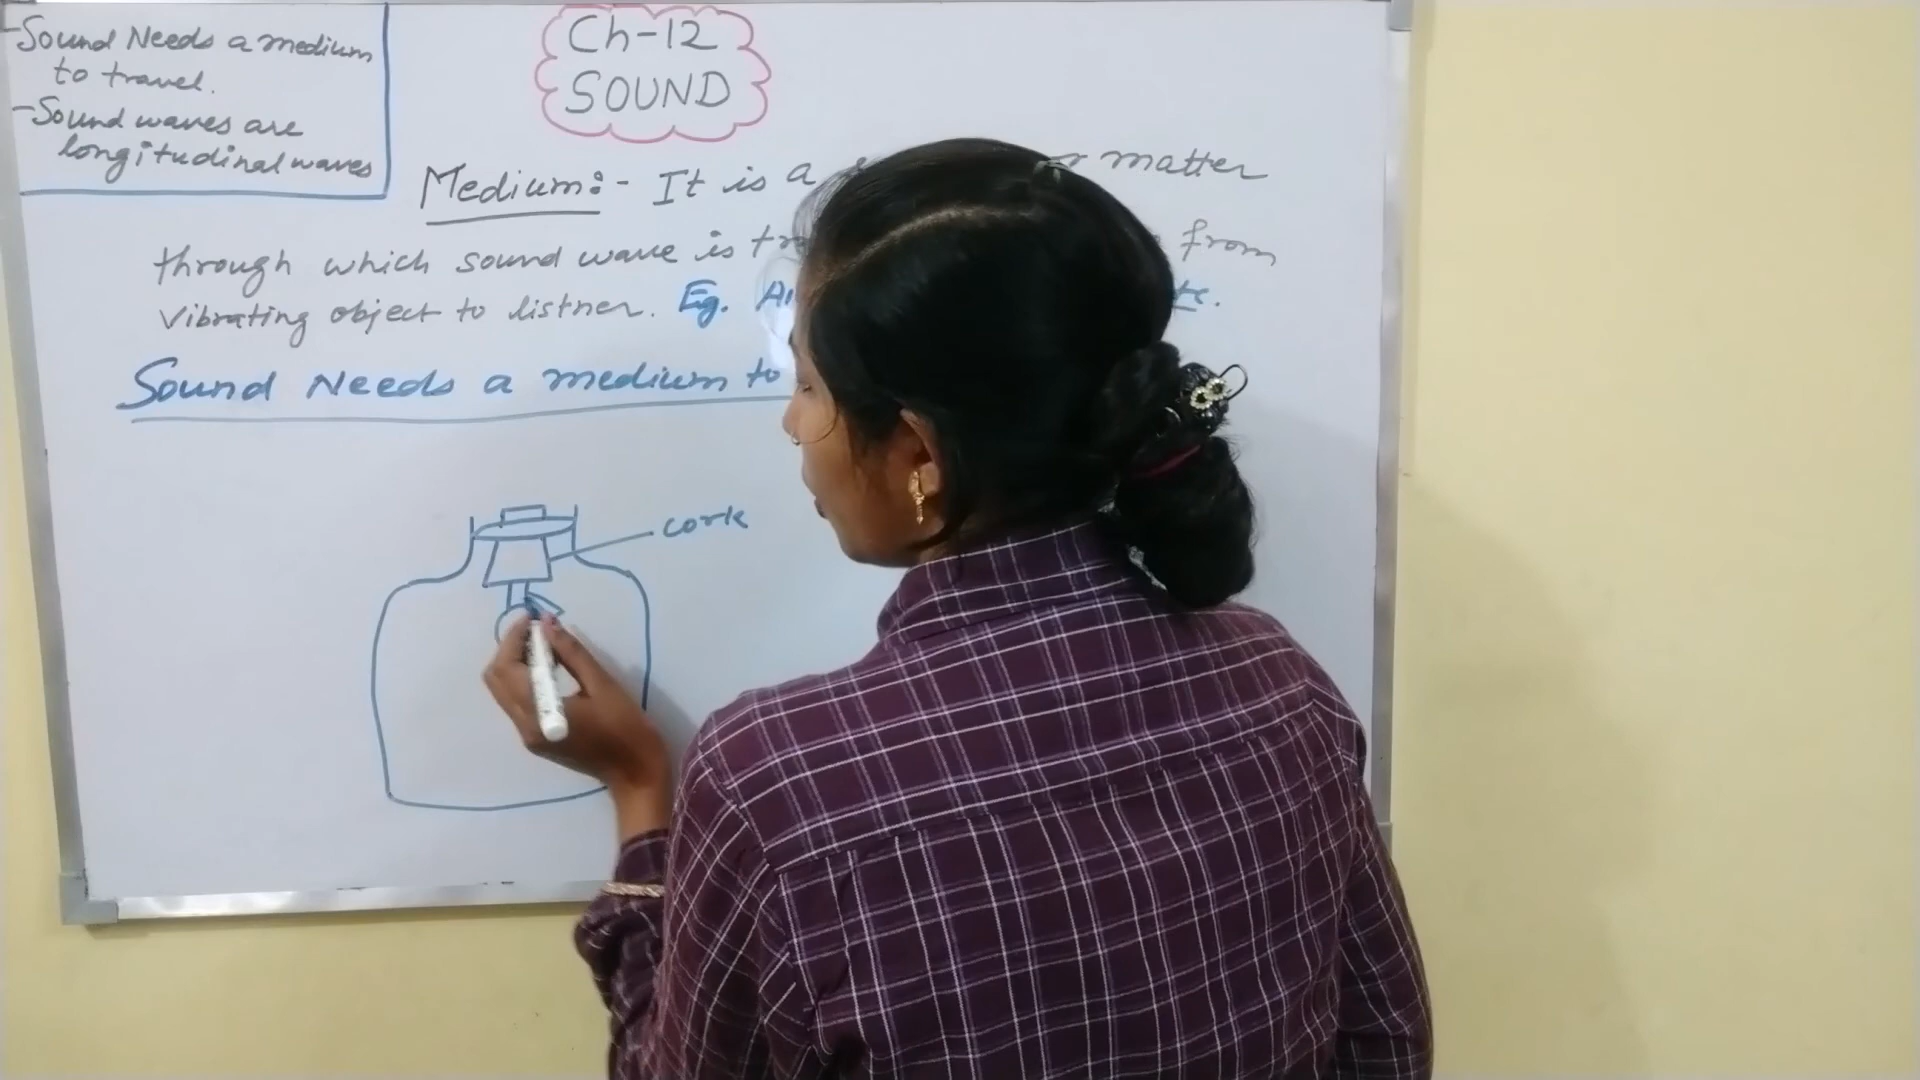 -Sound Needs a medium
to travel.
-Sound waves are
longitudinal waves
Ch-12
SOUND
Medium:- It is a matter
through which sound wave is from
vibrating object to listner. Eg.
Sound Needs a medium to
cork